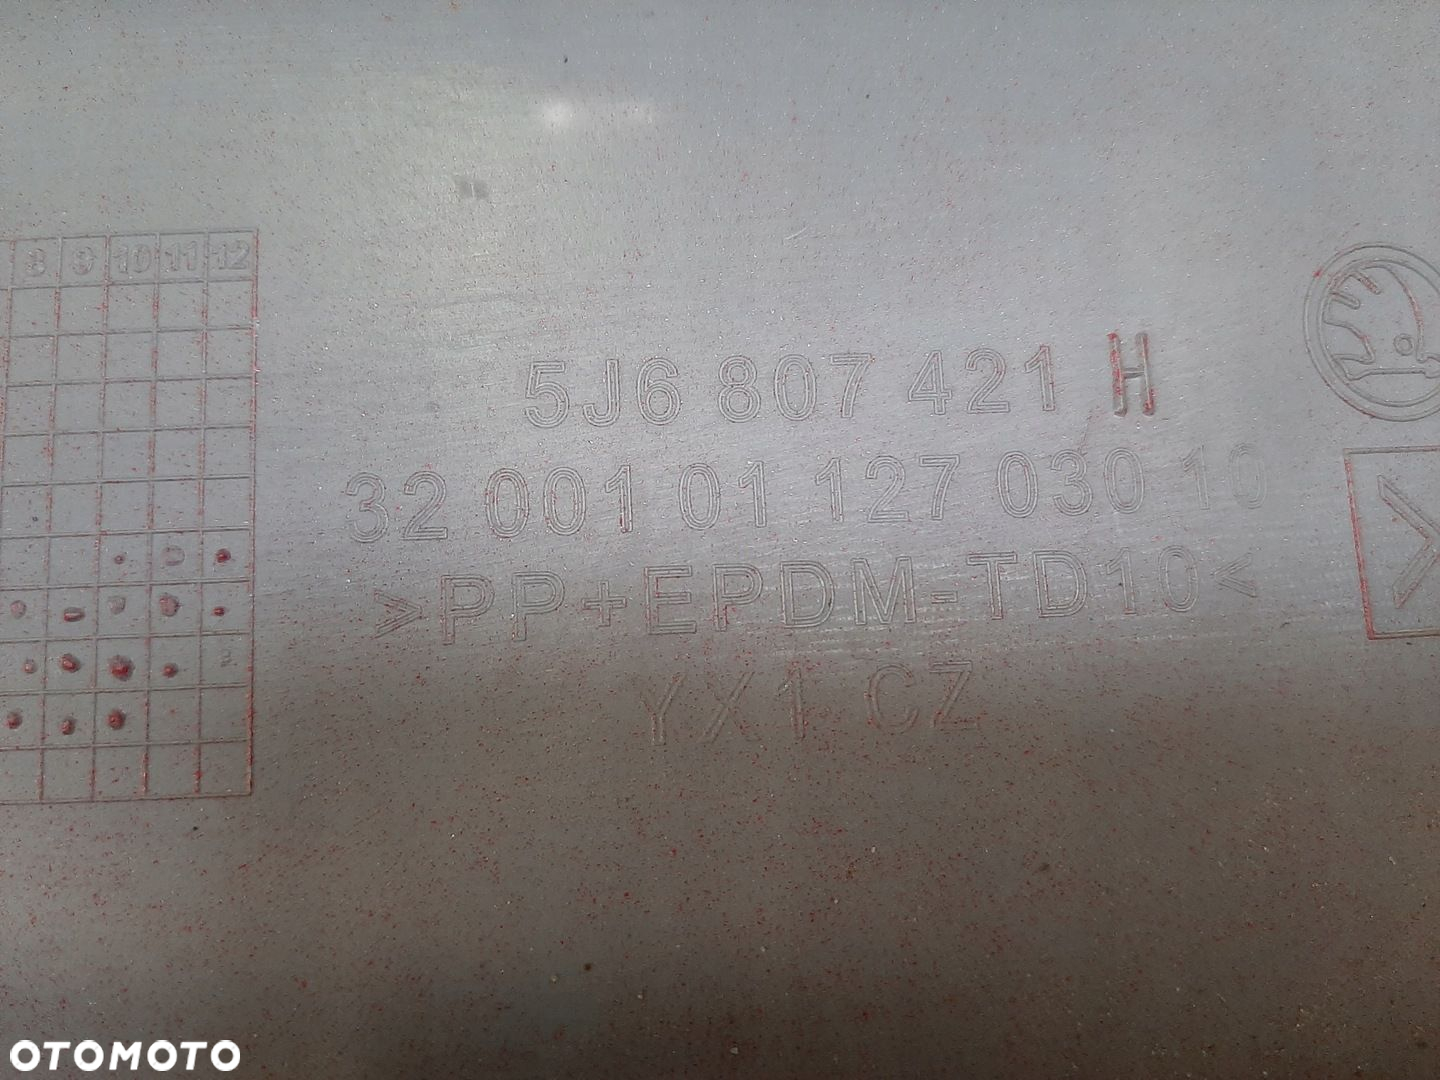 8 9 10 11 12
5J6 807 421 H
32 001 01 127 030 10
>PP+EPDM-TD10<
YX1 CZ
OTOMOTO